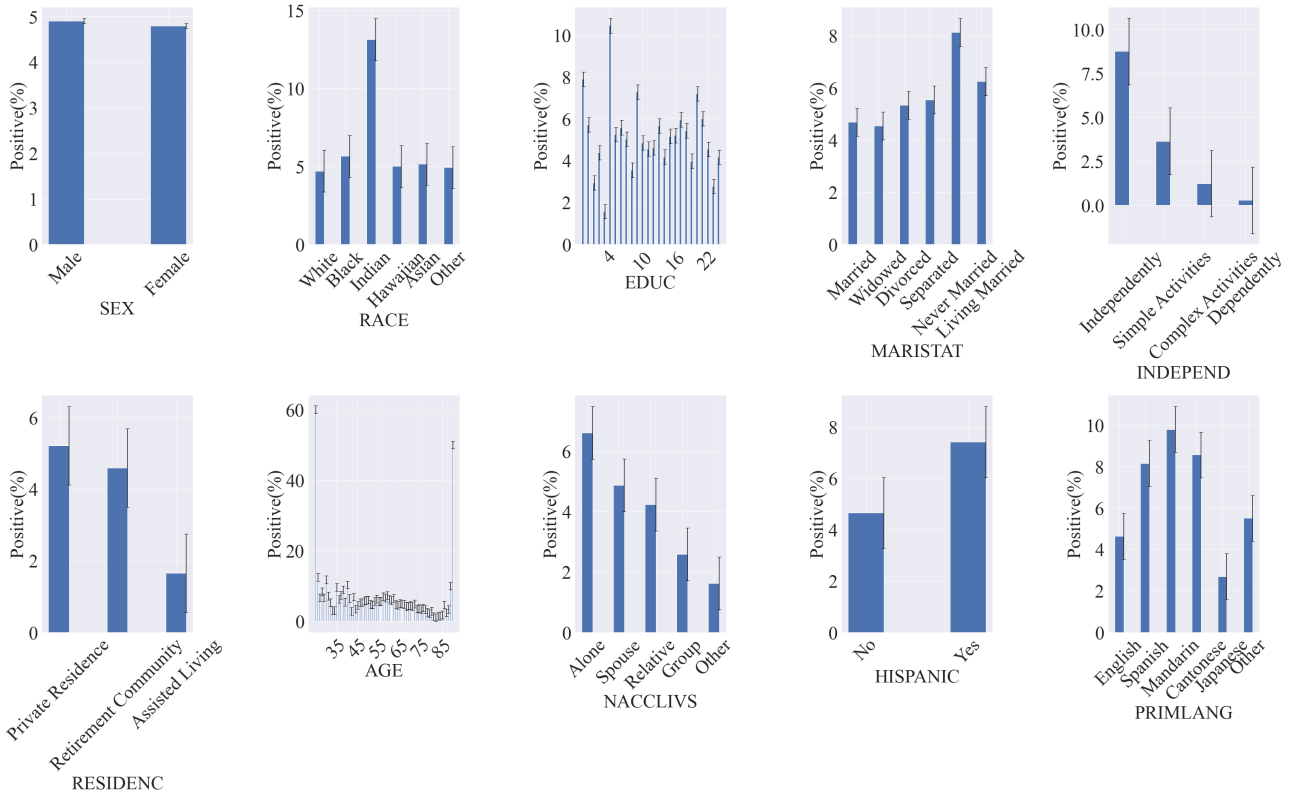 Positive(%)
5
4
3
2
1
0
Male
Female
SEX
Positive(%)
15
10
5
0
White
Black
Indian
Hawaiian
Asian
Other
RACE
Positive(%)
10
8
6
4
2
0
4
10
16
22
EDUC
Positive(%)
8
6
4
2
0
Married
Widowed
Divorced
Separated
Never Married
Living Married
MARISTAT
Positive(%)
10.0
7.5
5.0
2.5
0.0
Independently
Simple Activities
Complex Activities
Dependently
INDEPEND
Positive(%)
6
4
2
0
Private Residence
Retirement Community
Assisted Living
RESIDENC
Positive(%)
60
40
20
0
35
45
55
65
75
85
AGE
Positive(%)
6
4
2
0
Alone
Spouse
Relative
Group
Other
NACCLIVS
Positive(%)
8
6
4
2
0
No
Yes
HISPANIC
Positive(%)
10
8
6
4
2
0
English
Spanish
Mandarin
Cantonese
Japanese
Other
PRIMLANG